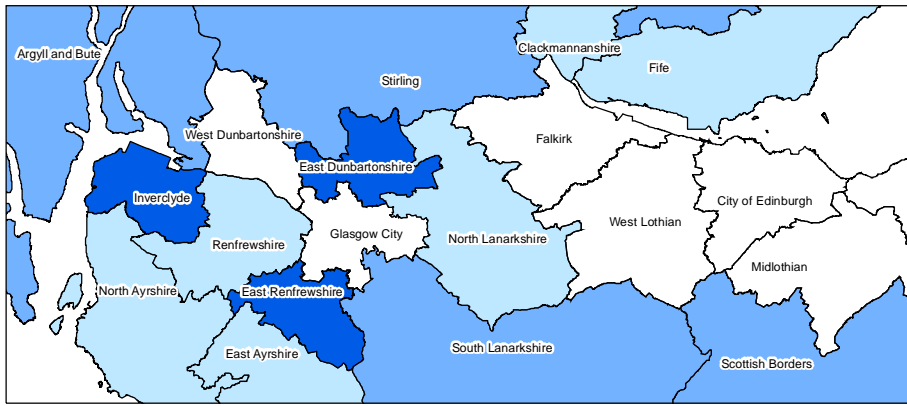 Clackmannanshire
Argyll and Bute
Fife
Stirling
West Dunbartonshire
Falkirk
East Dunbartonshire
Inverclyde
City of Edinburgh
West Lothian
Glasgow City
North Lanarkshire
Renfrewshire
Midlothian
North Ayrshire
East Renfrewshire
South Lanarkshire
East Ayrshire
Scottish Borders